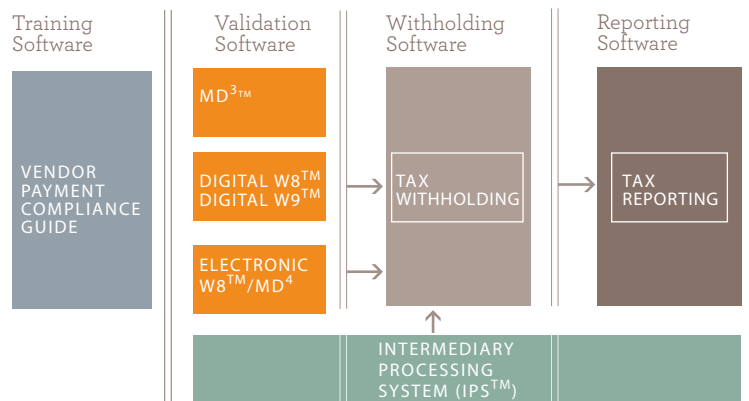 Training
Software
Validation
Software
Withholding
Software
Reporting
Software
VENDOR
PAYMENT
COMPLIANCE
GUIDE
MD³™
DIGITAL W8™
DIGITAL W9™
ELECTRONIC
W8™/MD⁴
TAX
WITHHOLDING
TAX
REPORTING
INTERMEDIARY
PROCESSING
SYSTEM (IPS™)